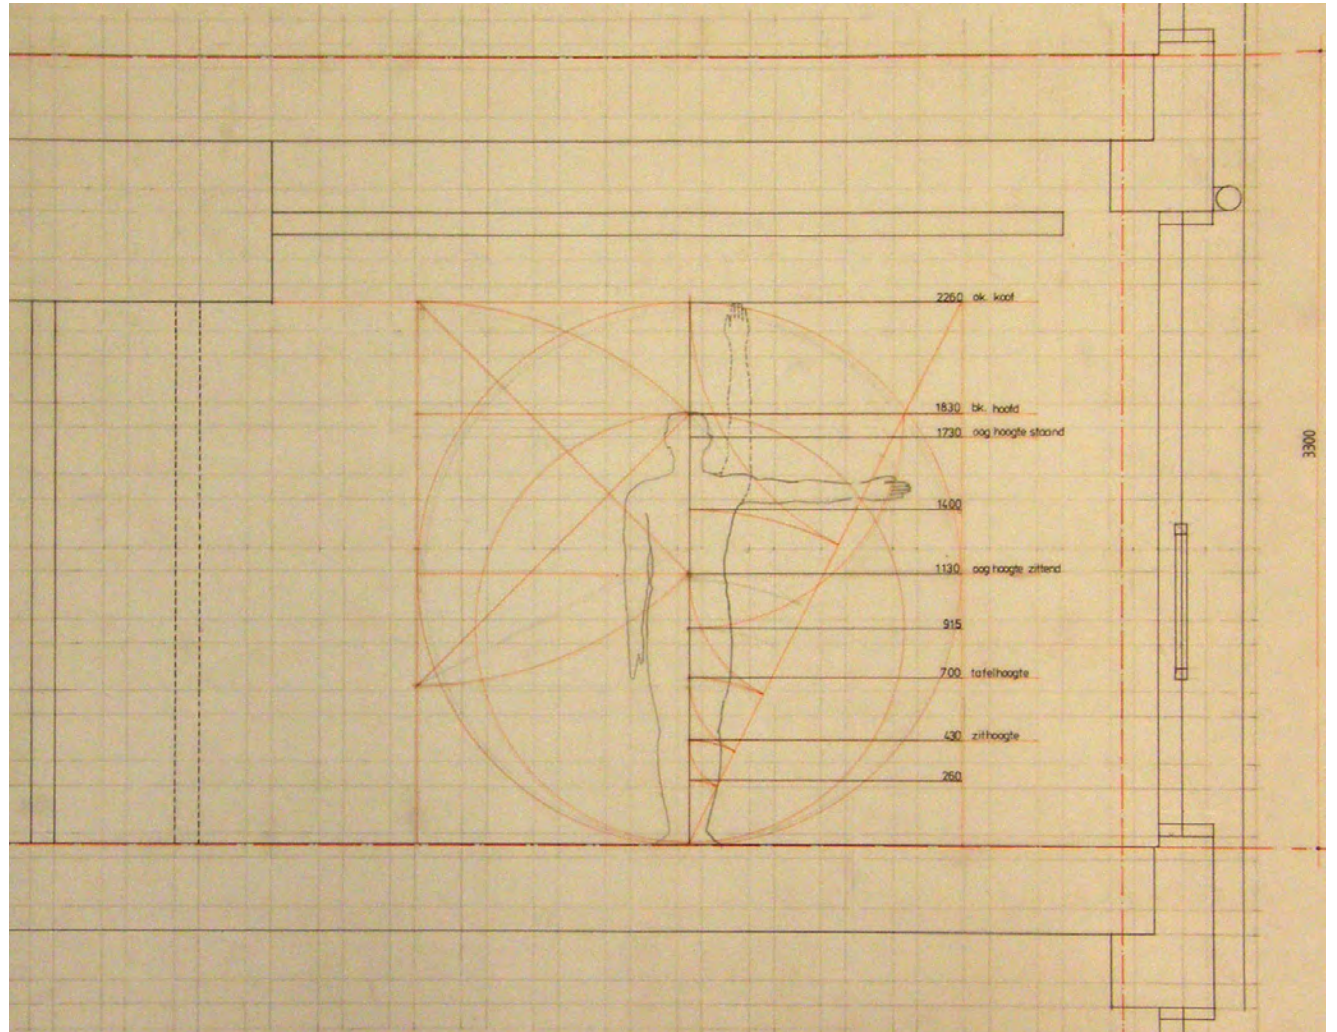 2260 ok. koof
1830 bk. hoofd
1730 oog hoogte staand
1400
1130 oog hoogte zittend
915
700 tafelhoogte
430 zithoogte
260
3300